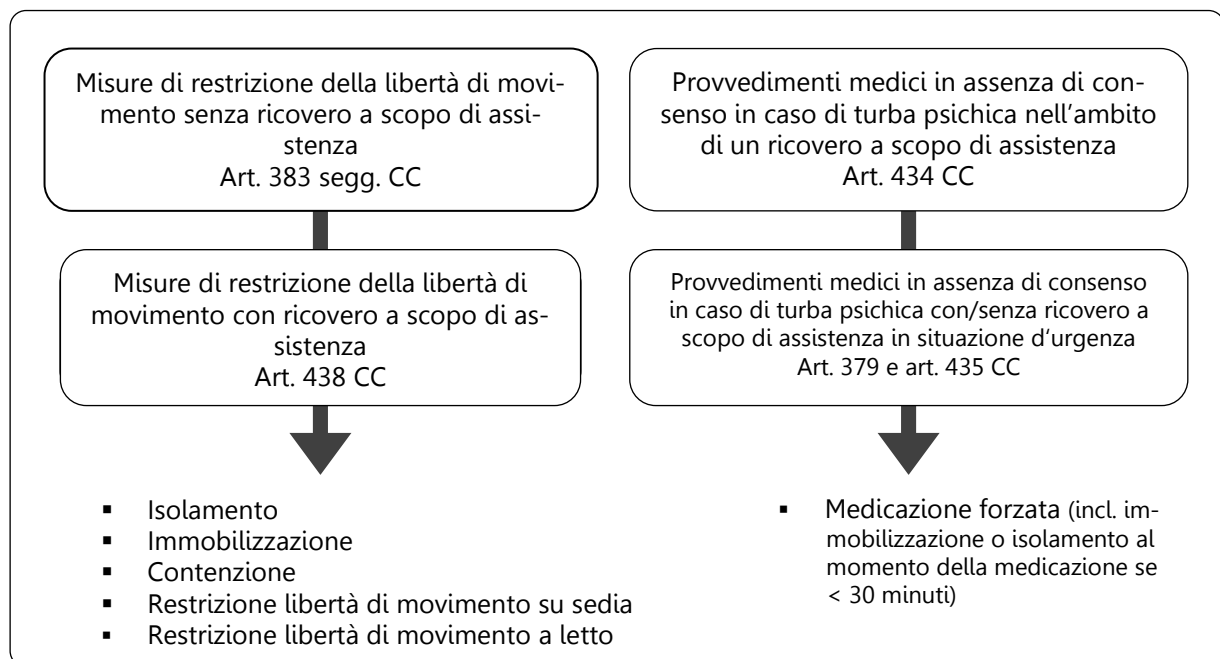 Misure di restrizione della libertà di movi-
mento senza ricovero a scopo di assi-
stenza
Art. 383 segg. CC
Misure di restrizione della libertà di
movimento con ricovero a scopo di as-
sistenza
Art. 438 CC
▪ Isolamento
▪ Immobilizzazione
▪ Contenzione
▪ Restrizione libertà di movimento su sedia
▪ Restrizione libertà di movimento a letto
Provvedimenti medici in assenza di con-
senso in caso di turba psichica nell’ambito
di un ricovero a scopo di assistenza
Art. 434 CC
Provvedimenti medici in assenza di consenso
in caso di turba psichica con/senza ricovero a
scopo di assistenza in situazione d‘urgenza
Art. 379 e art. 435 CC
▪ Medicazione forzata (incl. im-
mobilizzazione o isolamento al
momento della medicazione se
< 30 minuti)